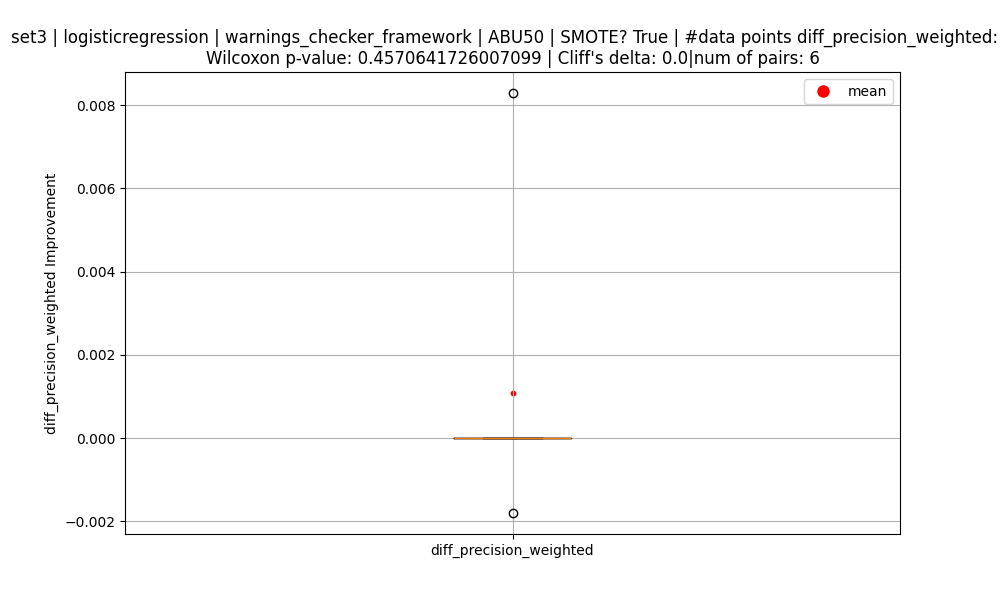 set3 | logisticregression | warnings_checker_framework | ABU50 | SMOTE? True | #data points diff_precision_weighted:
Wilcoxon p-value: 0.4570641726007099 | Cliff's delta: 0.0|num of pairs: 6
mean
0.008
0.006
0.004
0.002
0.000
−0.002
diff_precision_weighted Improvement
diff_precision_weighted